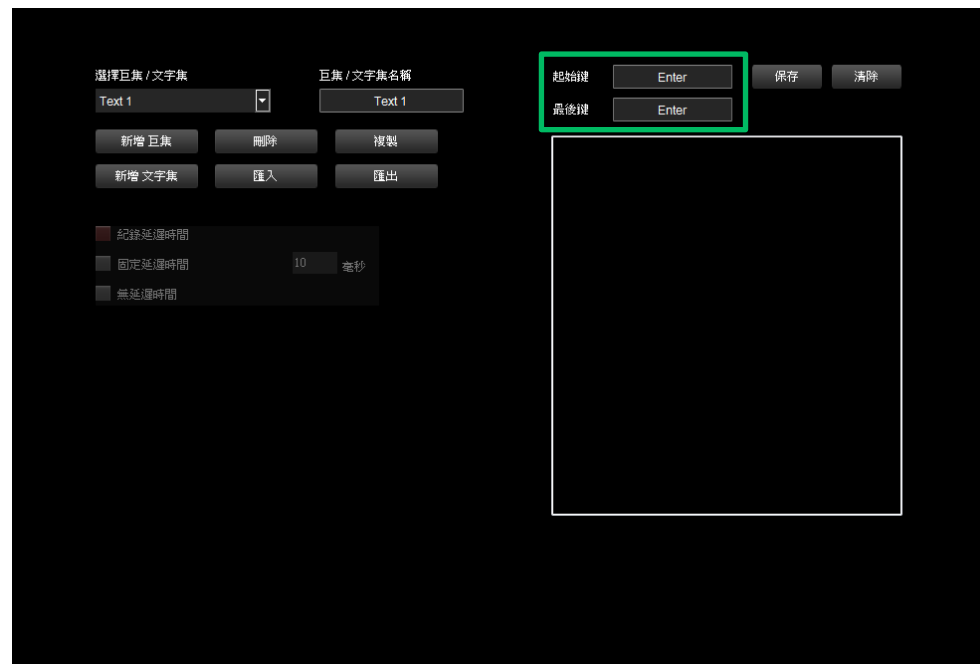 選擇巨集 / 文字集
巨集 / 文字集名稱
Text 1
Text 1
新增 巨集
刪除
複製
新增 文字集
匯入
匯出
紀錄延遲時間
固定延遲時間
10
毫秒
無延遲時間
起始鍵
Enter
保存
清除
最後鍵
Enter